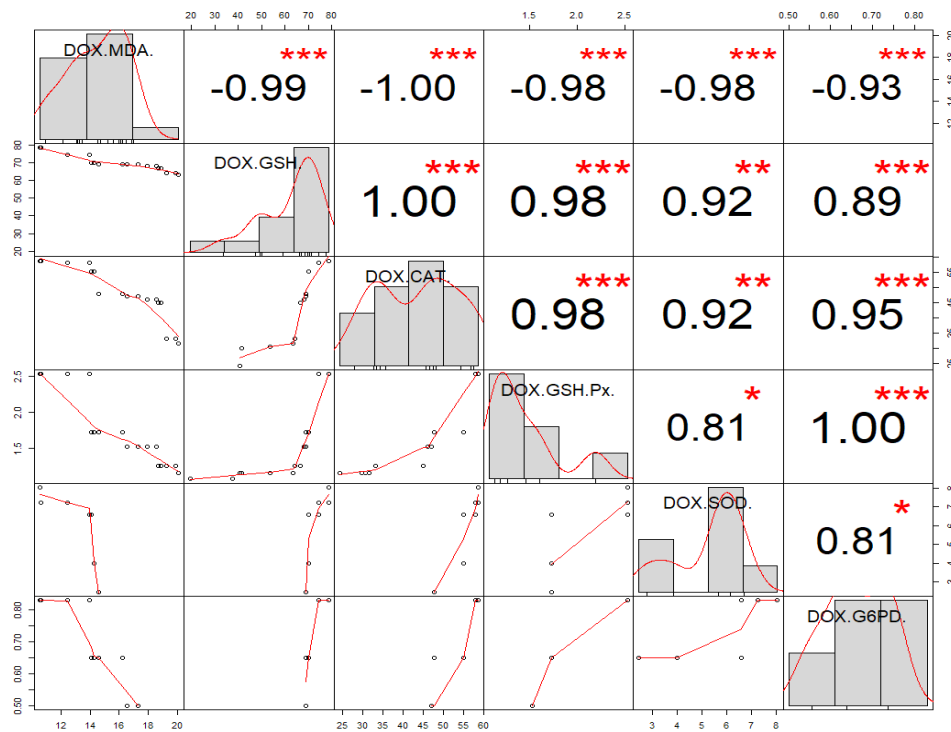 20 40 60 80 1.5 2.0 2.5 0.50 0.60 0.70 0.80
DOX.MDA. -0.99 *** -1.00 *** -0.98 *** -0.98 *** -0.93 *** 12 14 16 18 20
20 30 40 50 60 70 80 DOX.GSH. 1.00 *** 0.98 *** 0.92 ** 0.89 ***
DOX.CAT 0.98 *** 0.92 ** 0.95 *** 25 35 45 55
1.5 2.0 2.5 DOX.GSH.Px. 0.81 * 1.00 ***
DOX.SOD. 0.81 * 3 4 5 6 7 8
0.50 0.60 0.70 0.80 DOX.G6PD.
12 14 16 18 20 25 30 35 40 45 50 55 60 3 4 5 6 7 8